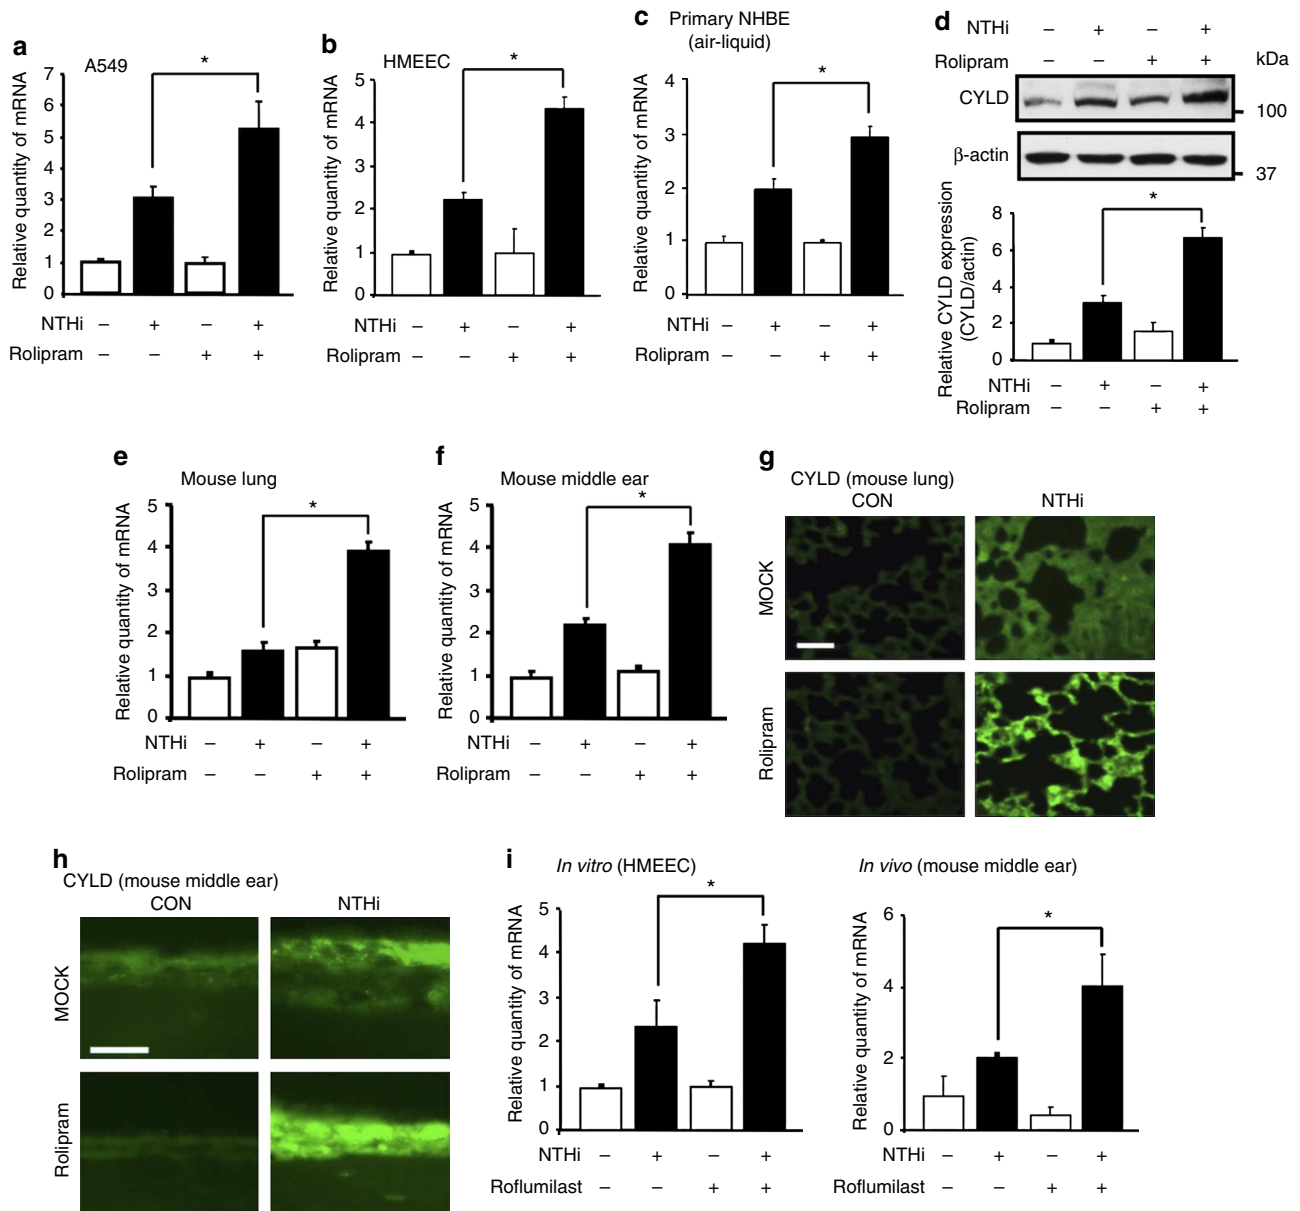 a
A549
Relative quantity of mRNA
7
6
5
4
3
2
1
0
*
NTHi – + – +
Rolipram – – + +
b
HMEEC
Relative quantity of mRNA
5
4
3
2
1
0
*
NTHi – + – +
Rolipram – – + +
c
Primary NHBE
(air-liquid)
Relative quantity of mRNA
4
3
2
1
0
*
NTHi – + – +
Rolipram – – + +
d
NTHi – + – +
Rolipram – – + + kDa
CYLD
100
β-actin
37
Relative CYLD expression
(CYLD/actin)
8
6
4
2
0
*
NTHi – + – +
Rolipram – – + +
e
Mouse lung
Relative quantity of mRNA
5
4
3
2
1
0
*
NTHi – + – +
Rolipram – – + +
f
Mouse middle ear
Relative quantity of mRNA
5
4
3
2
1
0
*
NTHi – + – +
Rolipram – – + +
g
CYLD (mouse lung)
CON NTHi
MOCK
Rolipram
h
CYLD (mouse middle ear)
CON NTHi
MOCK
Rolipram
i
In vitro (HMEEC)
Relative quantity of mRNA
5
4
3
2
1
0
*
NTHi – + – +
Roflumilast – – + +
In vivo (mouse middle ear)
Relative quantity of mRNA
6
4
2
0
*
NTHi – + – +
Roflumilast – – + +